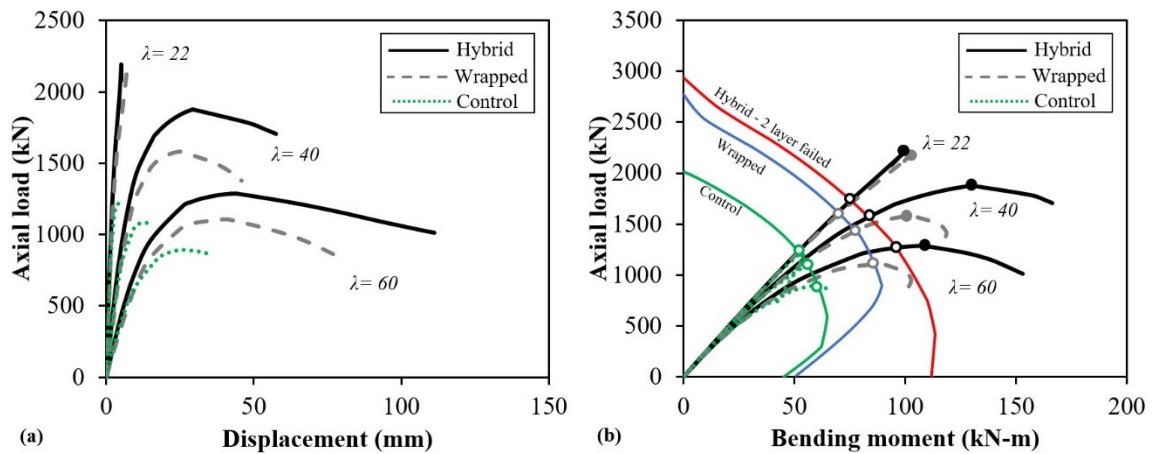 2500
2000
1500
1000
500
0
Axial load (kN)
λ= 22
λ= 40
λ= 60
Hybrid
Wrapped
Control
0 50 100 150
(a)
Displacement (mm)
3500
3000
2500
2000
1500
1000
500
0
Axial load (kN)
Hybrid - 2 layer failed
Wrapped
Control
λ= 22
λ= 40
λ= 60
Hybrid
Wrapped
Control
0 50 100 150 200
(b)
Bending moment (kN-m)